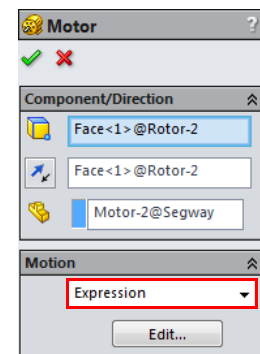 Motor ?
Component/Direction
Face<1>@Rotor-2
Face<1>@Rotor-2
Motor-2@Segway
Motion
Expression
Edit...